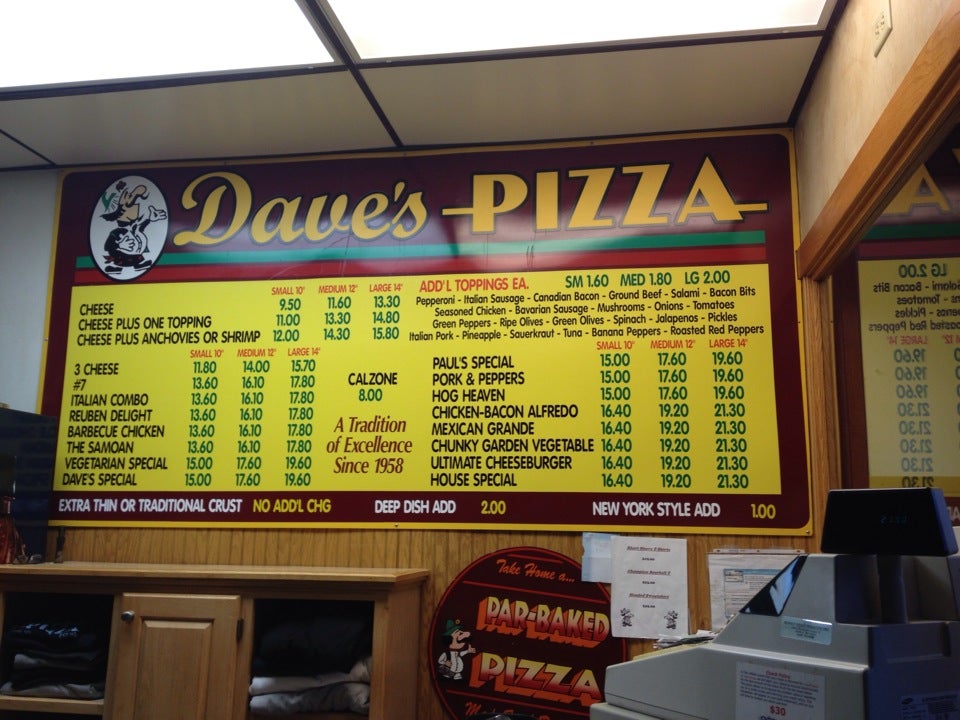 Dave's PIZZA
SMALL 10" MEDIUM 12" LARGE 14"
CHEESE 9.50 11.60 13.30
CHEESE PLUS ONE TOPPING 11.00 13.30 14.80
CHEESE PLUS ANCHOVIES OR SHRIMP 12.00 14.30 15.80
ADD'L TOPPINGS EA. SM 1.60 MED 1.80 LG 2.00
Pepperoni - Italian Sausage - Canadian Bacon - Ground Beef - Salami - Bacon Bits
Seasoned Chicken - Bavarian Sausage - Mushrooms - Onions - Tomatoes
Green Peppers - Ripe Olives - Green Olives - Spinach - Jalapenos - Pickles
Italian Pork - Pineapple - Sauerkraut - Tuna - Banana Peppers - Roasted Red Peppers
SMALL 10" MEDIUM 12" LARGE 14"
3 CHEESE 11.80 14.00 15.70
#7 13.60 16.10 17.80
ITALIAN COMBO 13.60 16.10 17.80
REUBEN DELIGHT 13.60 16.10 17.80
BARBECUE CHICKEN 13.60 16.10 17.80
THE SAMOAN 13.60 16.10 17.80
VEGETARIAN SPECIAL 15.00 17.60 19.60
DAVE'S SPECIAL 15.00 17.60 19.60
CALZONE
8.00
A Tradition
of Excellence
Since 1958
SMALL 10" MEDIUM 12" LARGE 14"
PAUL'S SPECIAL 15.00 17.60 19.60
PORK & PEPPERS 15.00 17.60 19.60
HOG HEAVEN 15.00 17.60 19.60
CHICKEN-BACON ALFREDO 16.40 19.20 21.30
MEXICAN GRANDE 16.40 19.20 21.30
CHUNKY GARDEN VEGETABLE 16.40 19.20 21.30
ULTIMATE CHEESEBURGER 16.40 19.20 21.30
HOUSE SPECIAL 16.40 19.20 21.30
EXTRA THIN OR TRADITIONAL CRUST NO ADD'L CHG DEEP DISH ADD 2.00 NEW YORK STYLE ADD 1.00
Take Home a...
PAR-BAKED
PIZZA
$30